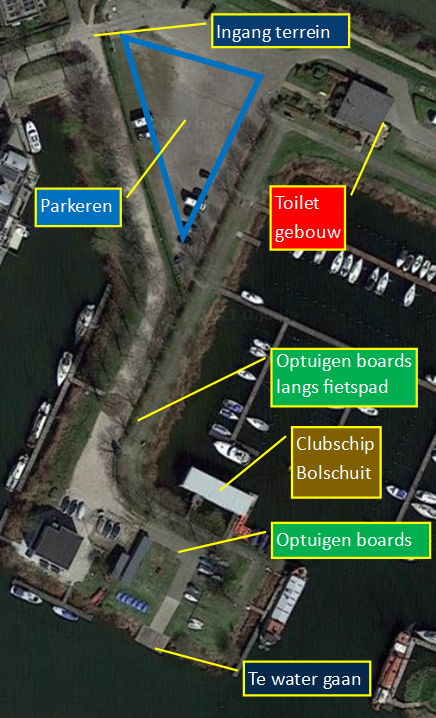 Ingang terrein
Parkeren
Toilet
gebouw
Optuigen boards
langs fietspad
Clubschip
Bolschuit
Optuigen boards
Te water gaan